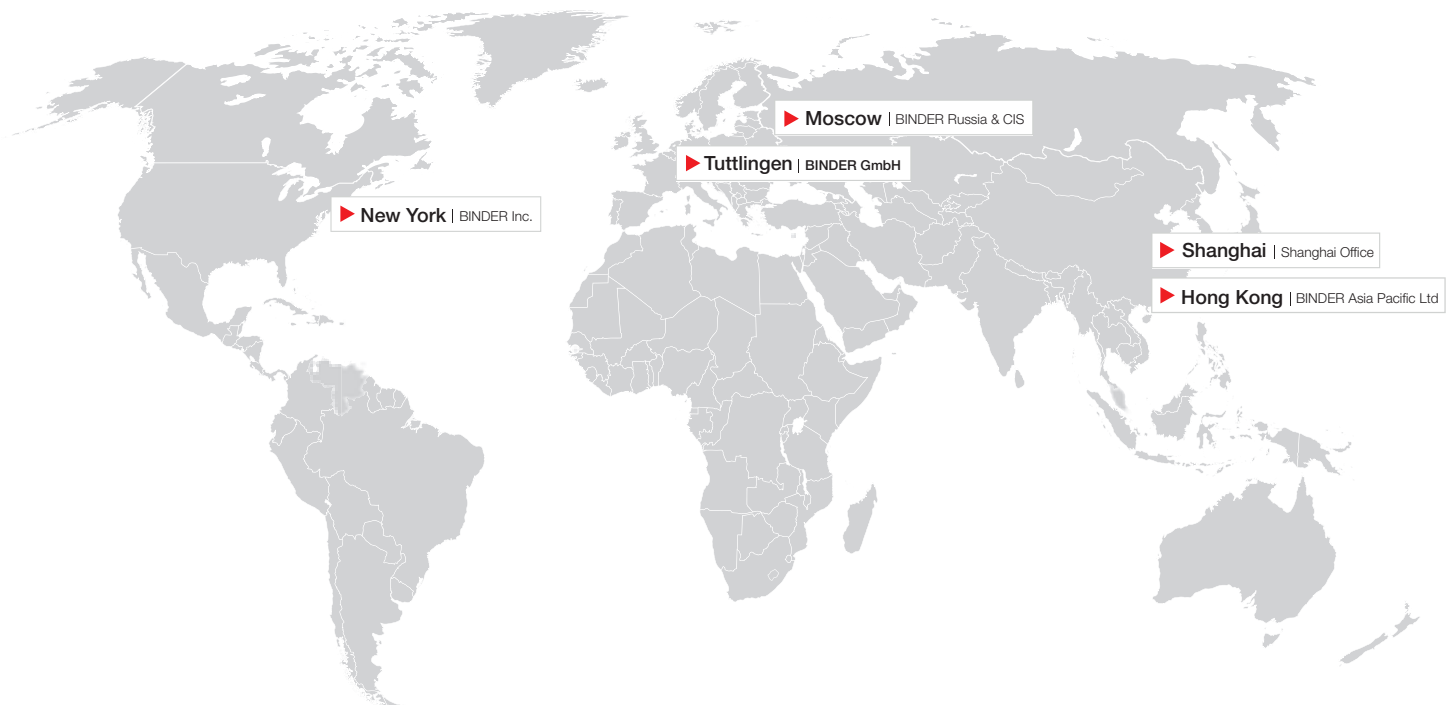 Moscow | BINDER Russia & CIS
Tuttlingen | BINDER GmbH
New York | BINDER Inc.
Shanghai | Shanghai Office
Hong Kong | BINDER Asia Pacific Ltd